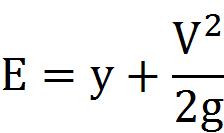 E = y + V²/2g